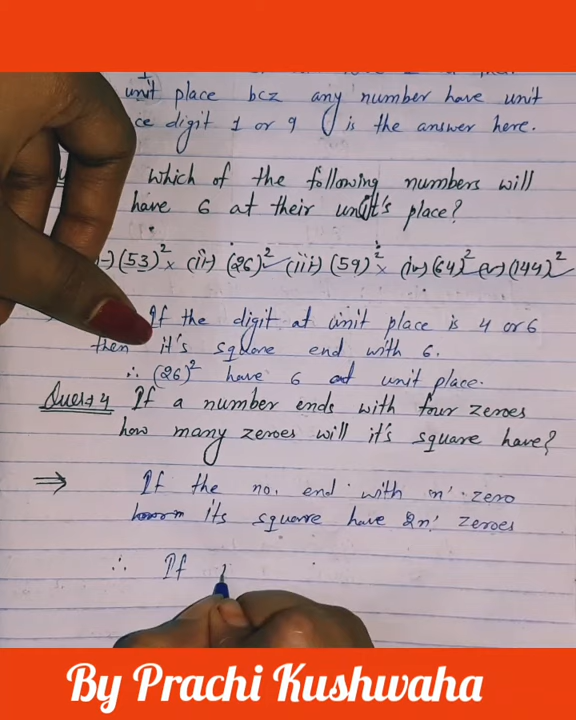 unit place bcz any number have unit
ce digit 1 or 9 is the answer here.
which of the following numbers will
have 6 at their unit's place?
(53)² × (ii) (26)² ✓ (iii) (59)² × (iv) (64)² ✓ (v) (144)² ✓
If the digit at unit place is 4 or 6
then it's square end with 6.
∴ (26)² have 6 at unit place.
Ques→4 If a number ends with four zeroes
how many zeroes will it's square have?
⇒ If the no. end with 'n' zero
its square have 2n' zeroes
∴ If
By Prachi Kushwaha